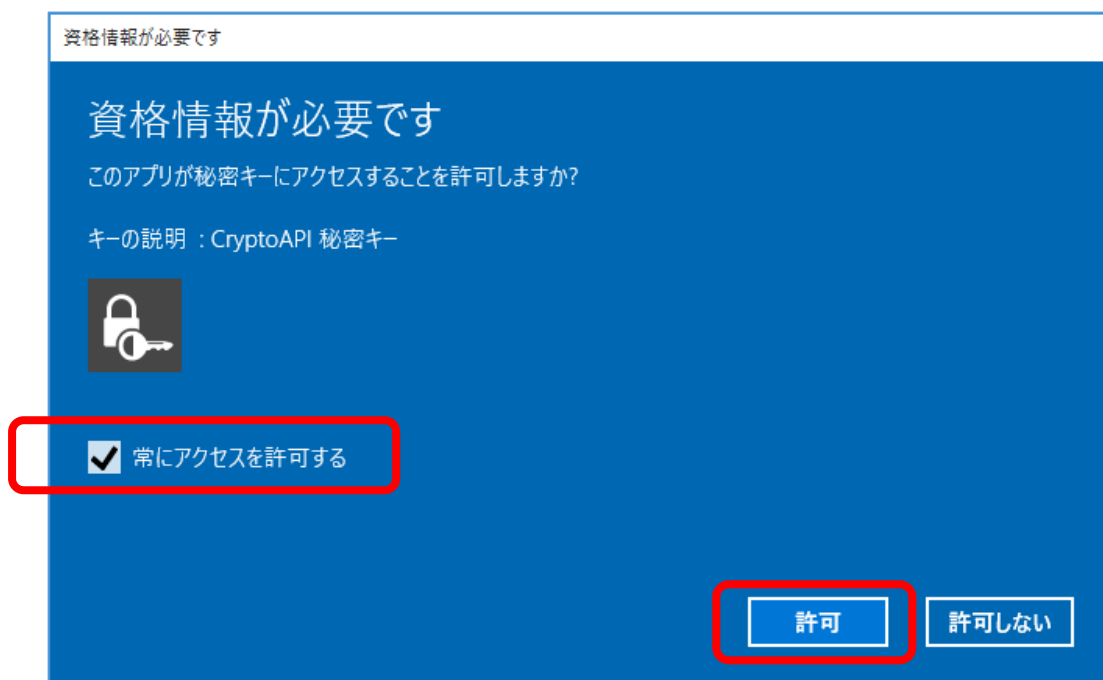 資格情報が必要です
資格情報が必要です
このアプリが秘密キーにアクセスすることを許可しますか?
キーの説明 : CryptoAPI 秘密キー
常にアクセスを許可する
許可 許可しない